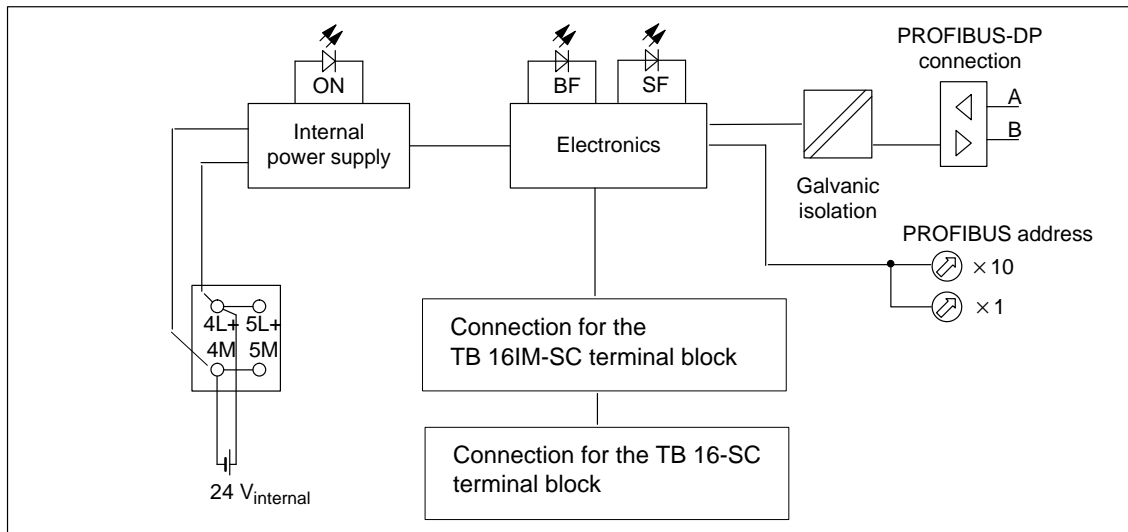 ON
BF
SF
PROFIBUS-DP
connection
A
B
Internal
power supply
Electronics
Galvanic
isolation
PROFIBUS address
×10
×1
4L+ 5L+
4M 5M
24 Vinternal
Connection for the
TB 16IM-SC terminal block
Connection for the TB 16-SC
terminal block